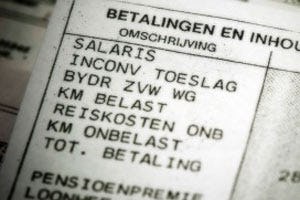 BETALINGEN EN INHOU
OMSCHRIJVING
SALARIS
INCONV. TOESLAG
BYDR ZVW WG
KM BELAST
REISKOSTEN ONB
KM ONBELAST
TOT. BETALING
28
PENSIOENPREMIE